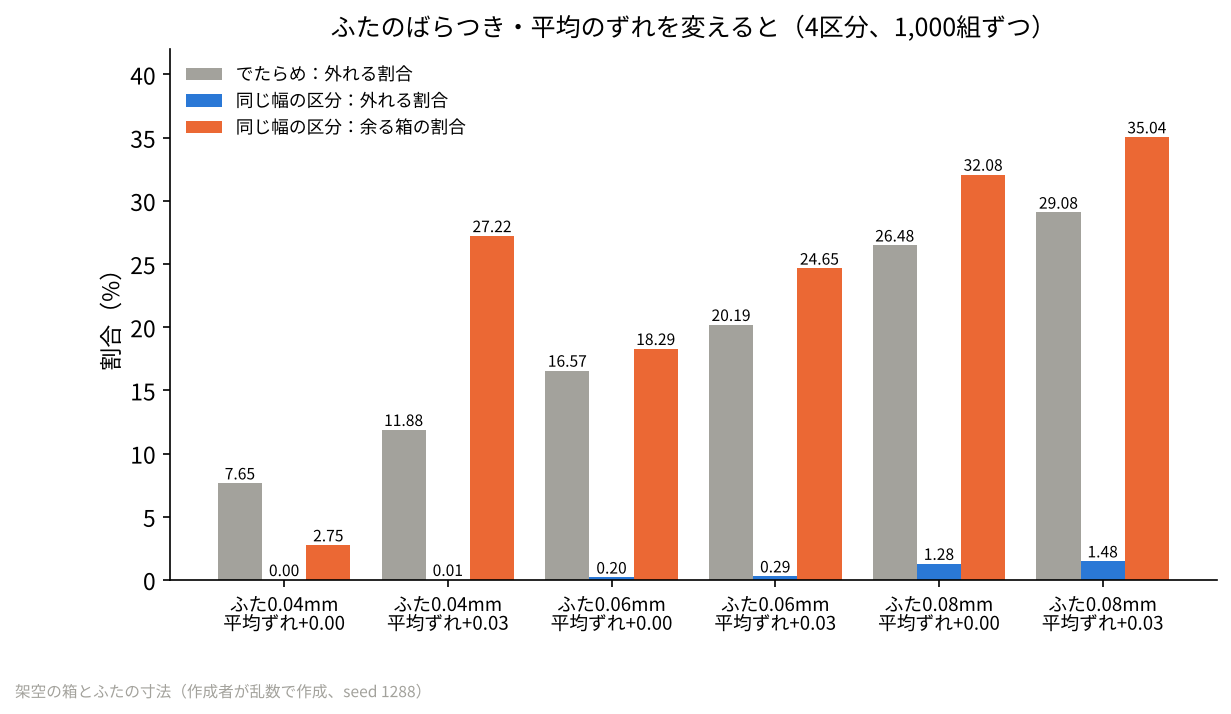 ふたのばらつき・平均のずれを変えると（4区分、1,000組ずつ）
でたらめ：外れる割合
同じ幅の区分：外れる割合
同じ幅の区分：余る箱の割合
割合（%）
40
35
30
25
20
15
10
5
0
7.65
0.00
2.75
11.88
0.01
27.22
16.57
0.20
18.29
20.19
0.29
24.65
26.48
1.28
32.08
29.08
1.48
35.04
ふた0.04mm
平均ずれ+0.00
ふた0.04mm
平均ずれ+0.03
ふた0.06mm
平均ずれ+0.00
ふた0.06mm
平均ずれ+0.03
ふた0.08mm
平均ずれ+0.00
ふた0.08mm
平均ずれ+0.03
架空の箱とふたの寸法（作成者が乱数で作成、seed 1288）